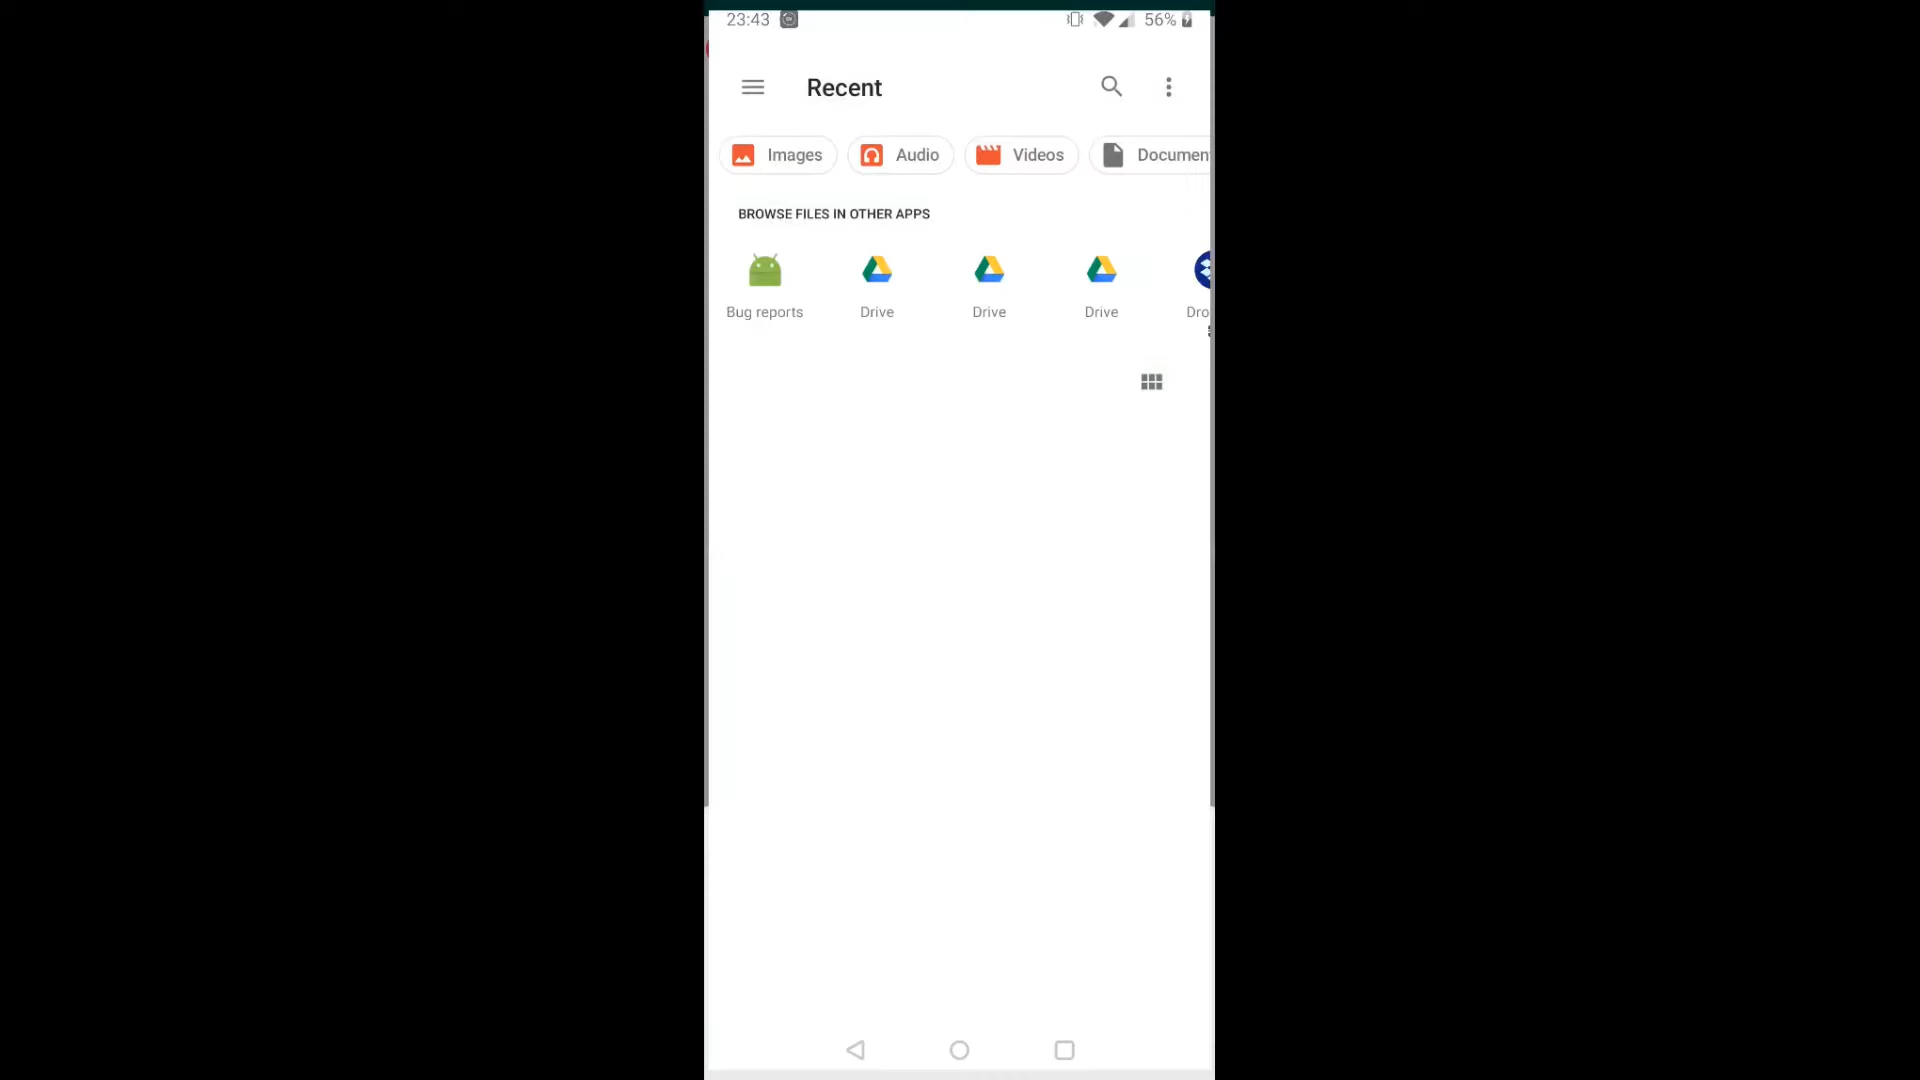 23:43 56%
Recent
Images Audio Videos Documen
BROWSE FILES IN OTHER APPS
Bug reports Drive Drive Drive Dro